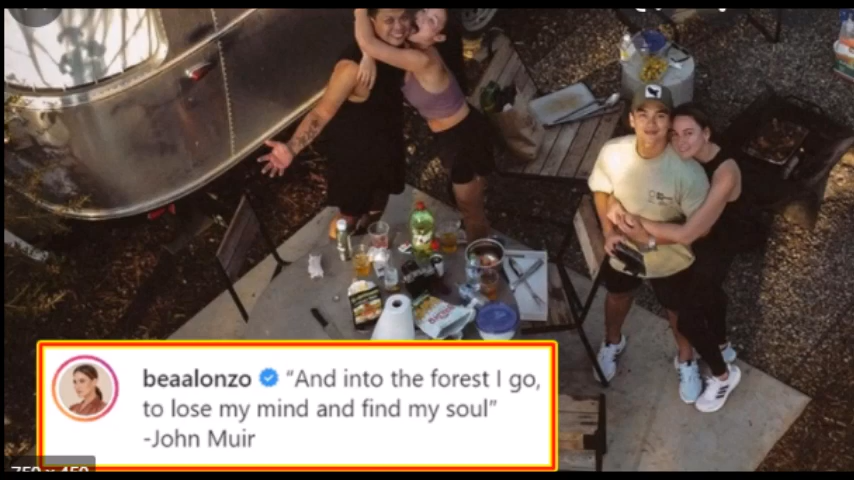 beaalonzo "And into the forest I go,
to lose my mind and find my soul"
-John Muir